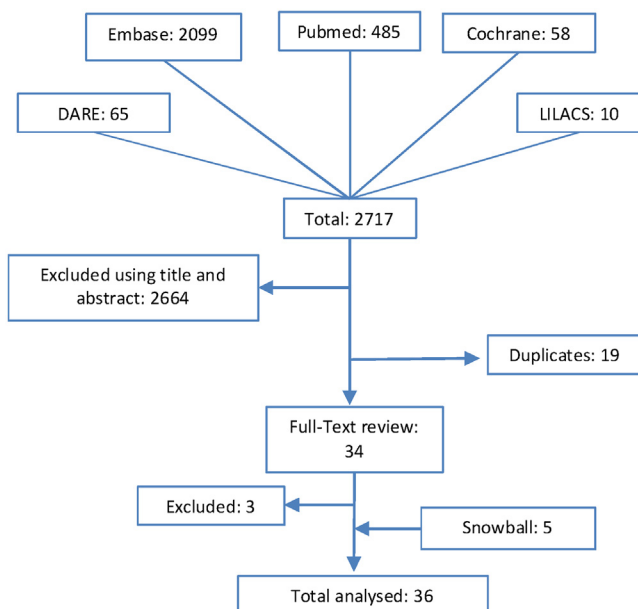 Embase: 2099
Pubmed: 485
Cochrane: 58
DARE: 65
LILACS: 10
Total: 2717
Excluded using title and
abstract: 2664
Duplicates: 19
Full-Text review:
34
Excluded: 3
Snowball: 5
Total analysed: 36